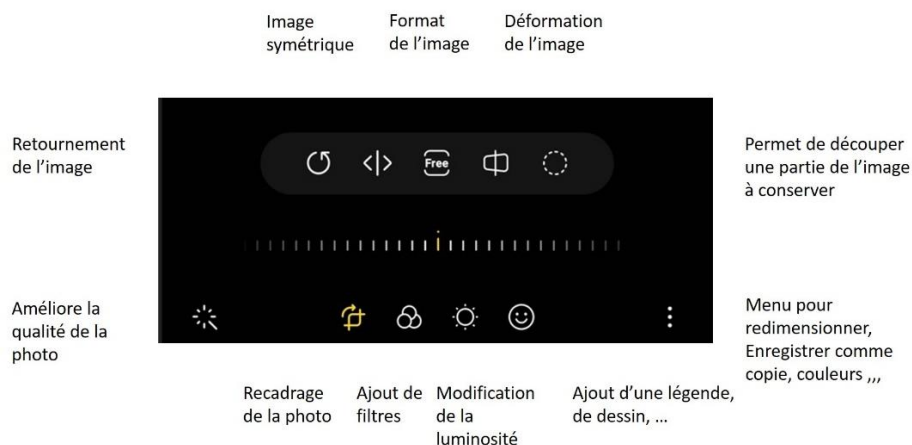 Image
symétrique
Format
de l'image
Déformation
de l'image
Retournement
de l'image
Free
Permet de découper
une partie de l'image
à conserver
Améliore la
qualité de la
photo
Menu pour
redimensionner,
Enregistrer comme
copie, couleurs ,,,
Recadrage
de la photo
Ajout de
filtres
Modification
de la
luminosité
Ajout d'une légende,
de dessin, ...